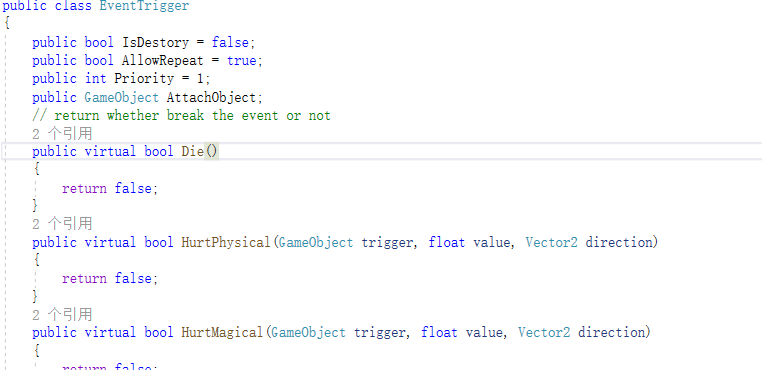 public class EventTrigger
{
public bool IsDestory = false;
public bool AllowRepeat = true;
public int Priority = 1;
public GameObject AttachObject;
// return whether break the event or not
2 个引用
public virtual bool Die()
{
return false;
}
2 个引用
public virtual bool HurtPhysical(GameObject trigger, float value, Vector2 direction)
{
return false;
}
2 个引用
public virtual bool HurtMagical(GameObject trigger, float value, Vector2 direction)
{
return false;